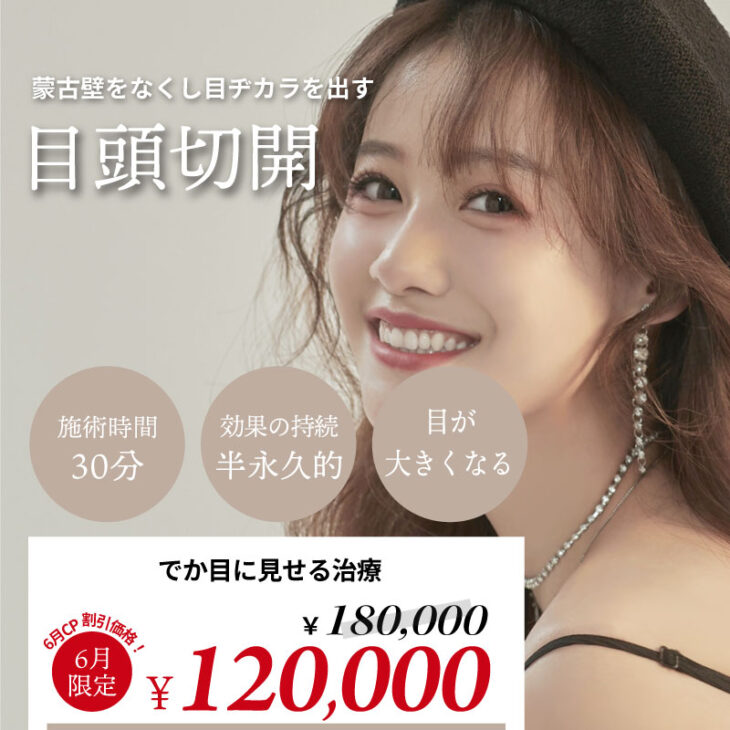 蒙古壁をなくし目ヂカラを出す
目頭切開
施術時間
30分
効果の持続
半永久的
目が
大きくなる
でか目に見せる治療
¥ 180,000
6月CP 割引価格!
6月
限定
¥ 120,000